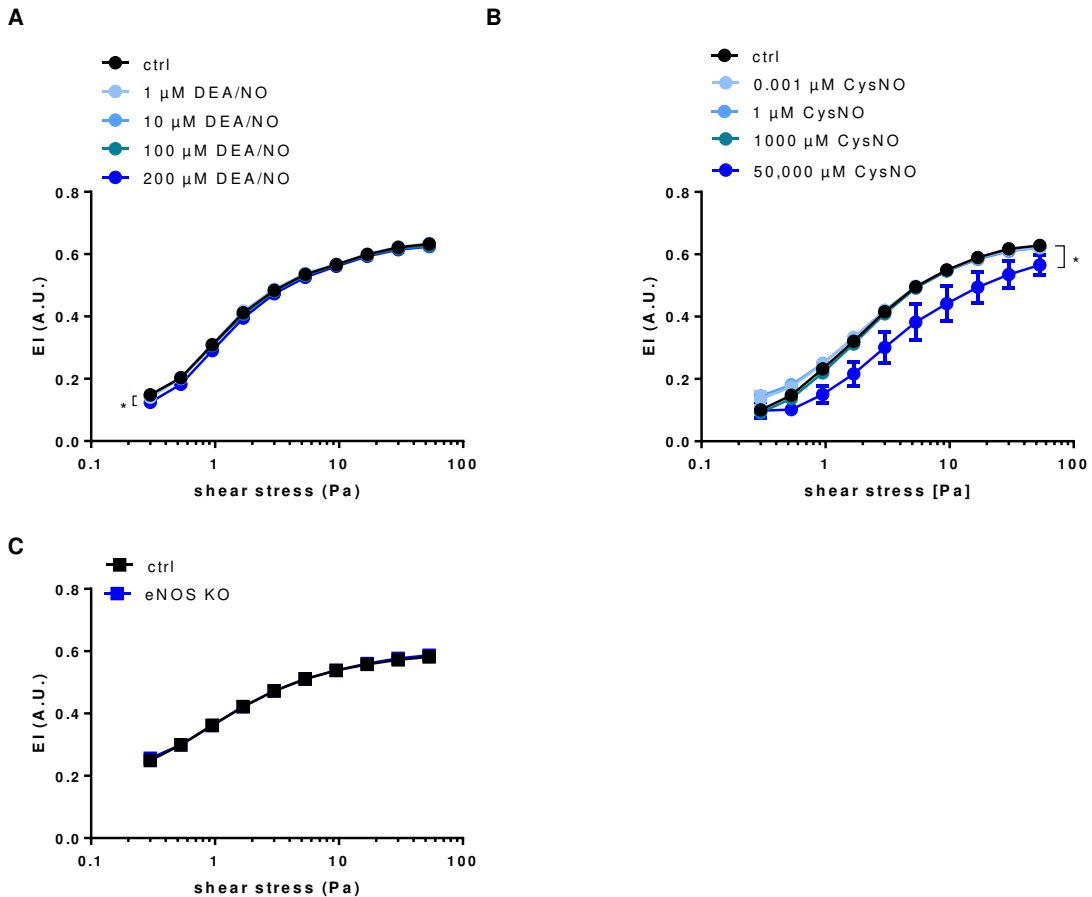 A
ctrl
1 µM DEA/NO
10 µM DEA/NO
100 µM DEA/NO
200 µM DEA/NO
0.8
0.6
0.4
0.2
0.0
EI (A.U.)
*
0.1 1 10 100
shear stress (Pa)
B
ctrl
0.001 µM CysNO
1 µM CysNO
1000 µM CysNO
50,000 µM CysNO
0.8
0.6
0.4
0.2
0.0
EI (A.U.)
*
0.1 1 10 100
shear stress [Pa]
C
ctrl
eNOS KO
0.8
0.6
0.4
0.2
0.0
EI (A.U.)
0.1 1 10 100
shear stress (Pa)